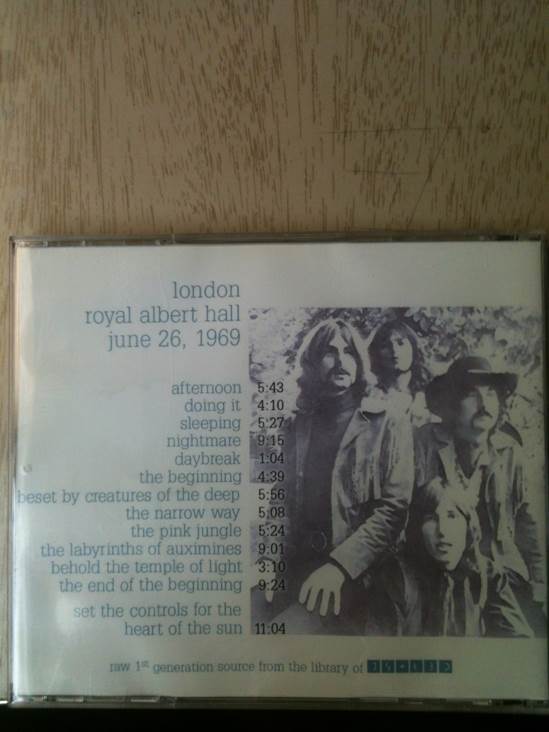 london
royal albert hall
june 26, 1969
afternoon 5:43
doing it 4:10
sleeping 5:27
nightmare 9:15
daybreak 1:04
the beginning 4:39
beset by creatures of the deep 5:56
the narrow way 5:08
the pink jungle 5:24
the labyrinths of auximines 9:01
behold the temple of light 3:10
the end of the beginning 9:24
set the controls for the
heart of the sun 11:04
raw 1st generation source from the library of